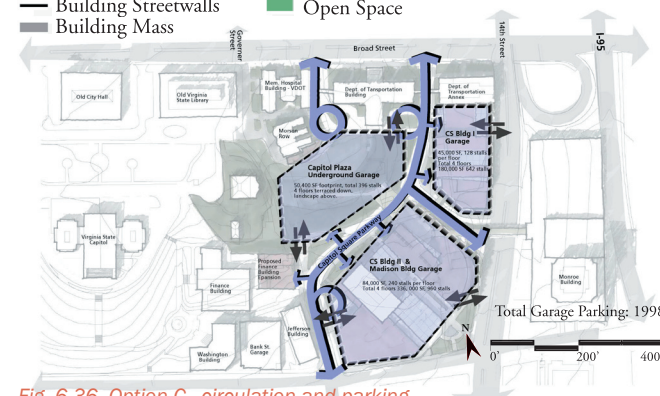 Building Streetwalls
Open Space
Building Mass
Broad Street
Governer
Street
14th Street
I-95
Old City Hall
Old Virginia
State Library
Mem. Hospital
Building - VDOT
Dept. of Tansportation
Building
Dept. of
Transportation
Annex
Morson
Row
CS Bldg I
Garage
45,000 SF, 128 stalls
per floor
Total 4 floors
180,000 SF 642 stalls
Capitol Plaza
Underground Garage
50,400 SF footprint, total 396 stalls
4 floors terraced down,
landscape above.
Virginia State
Capitol
Capitol Square Parkway
Proposed
Finance
Building
Expansion
CS Bldg II &
Madison Bldg Garage
84,000 SF, 240 stalls per floor
Total 4 floors 336, 000 SF, 960 stalls
Finance
Building
Monroe
Building
Total Garage Parking: 1998
Jefferson
Building
Bank St.
Garage
Washington
Building
N
0'
200'
400
Fig. 6.36 Option C circulation and parking